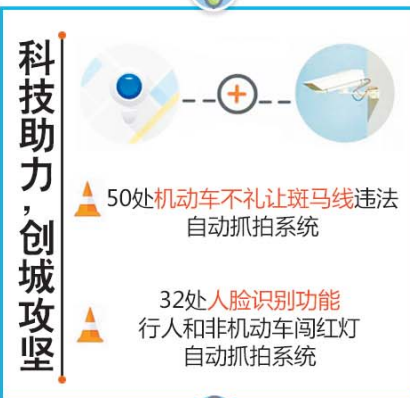 科技助力，创城攻坚
50处机动车不礼让斑马线违法
自动抓拍系统
32处人脸识别功能
行人和非机动车闯红灯
自动抓拍系统